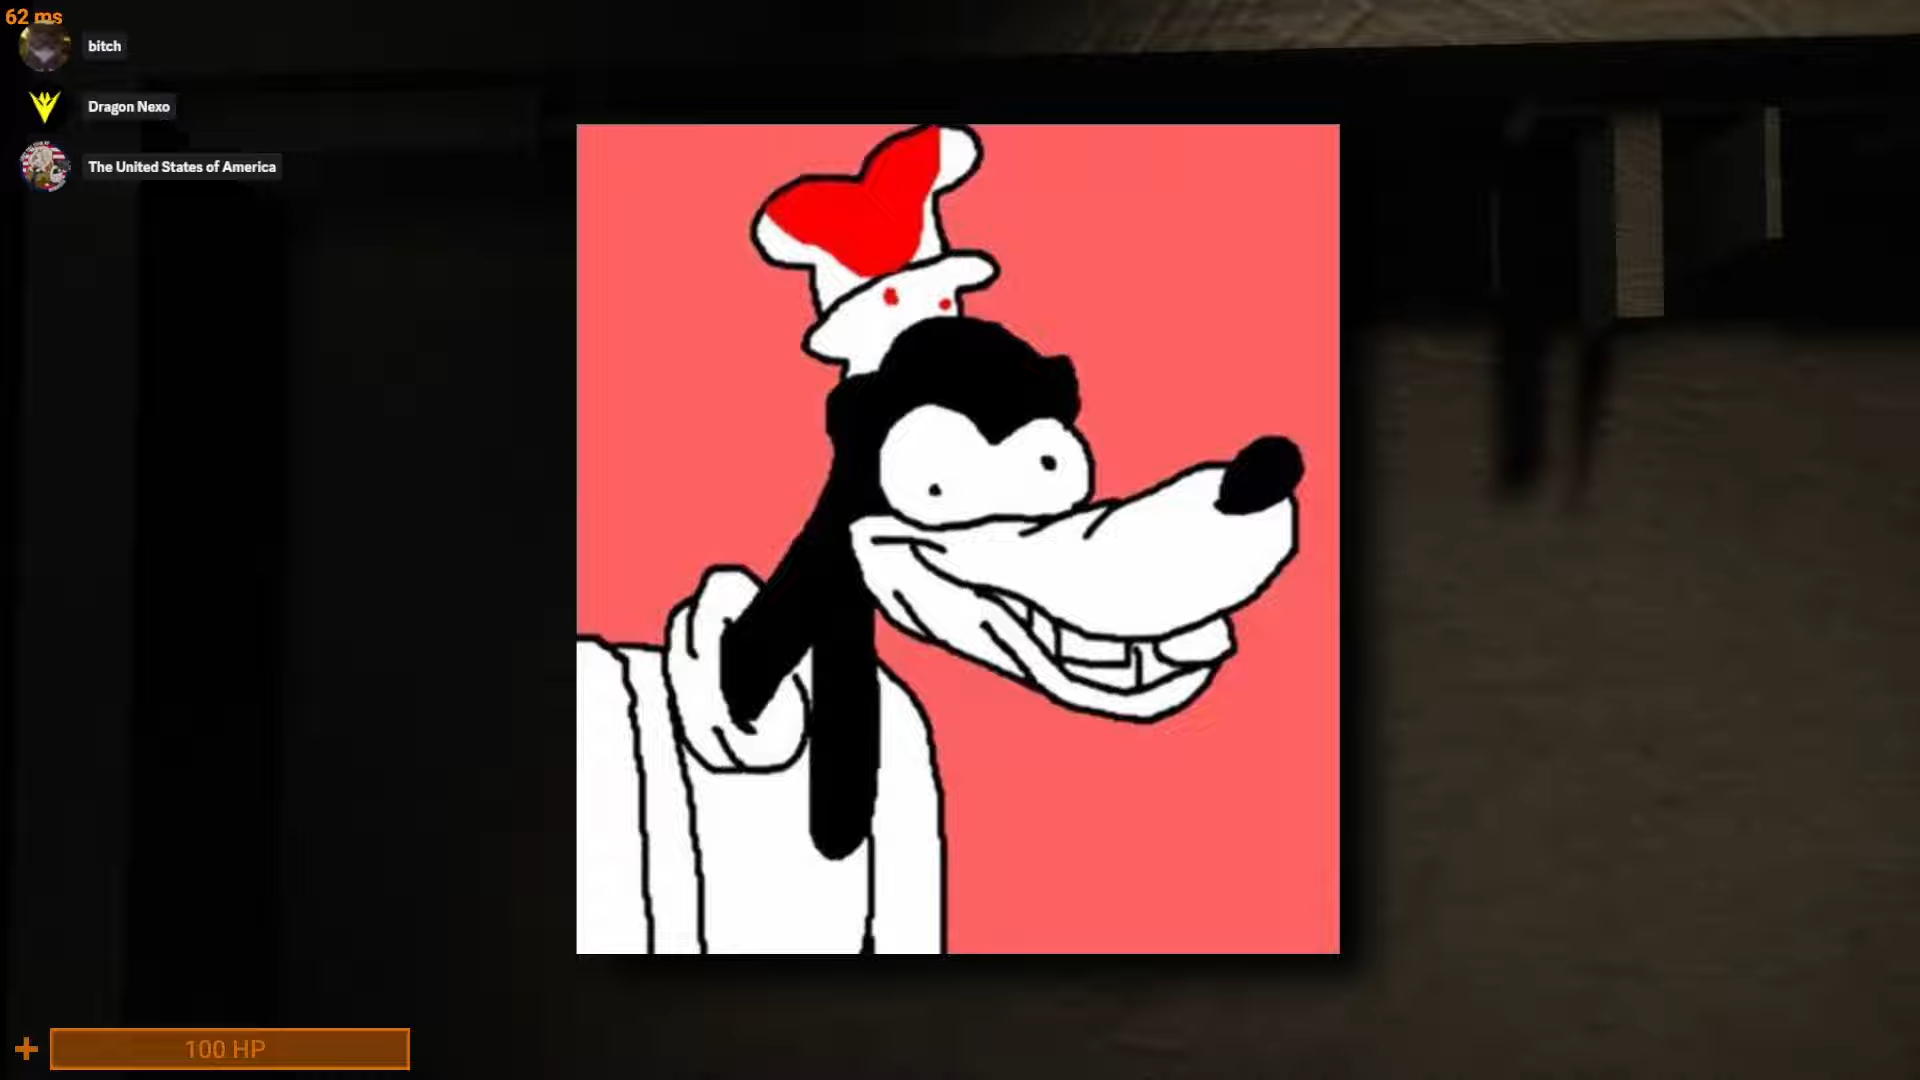 62 ms
bitch
Dragon Nexo
The United States of America
100 HP